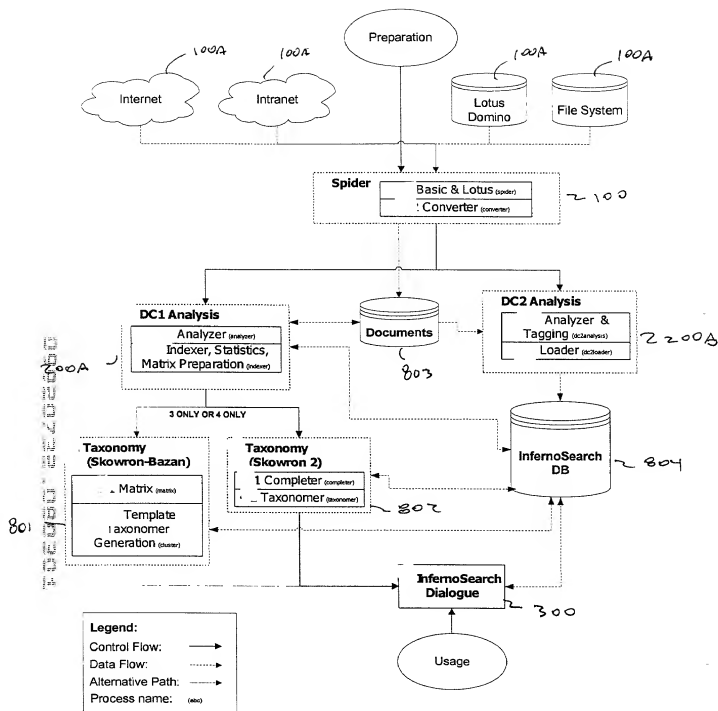 Preparation
100A
100A
100A
100A
Internet
Intranet
Lotus
Domino
File System
Spider
Basic & Lotus (spider)
Converter (converter)
2100
DC1 Analysis
Analyzer (analyzer)
Indexer, Statistics,
Matrix Preparation (indexer)
200A
Documents
803
DC2 Analysis
Analyzer &
Tagging (dc2analysis)
Loader (dc2loader)
2200B
3 ONLY OR 4 ONLY
Taxonomy
(Skowron-Bazan)
Matrix (matrix)
Template
Taxonomer
Generation (cluster)
801
Taxonomy
(Skowron 2)
1 Completer (completer)
Taxonomer (taxonomer)
802
InfernoSearch
DB
804
InfernoSearch
Dialogue
300
Usage
Legend:
Control Flow:
Data Flow:
Alternative Path:
Process name: (abc)